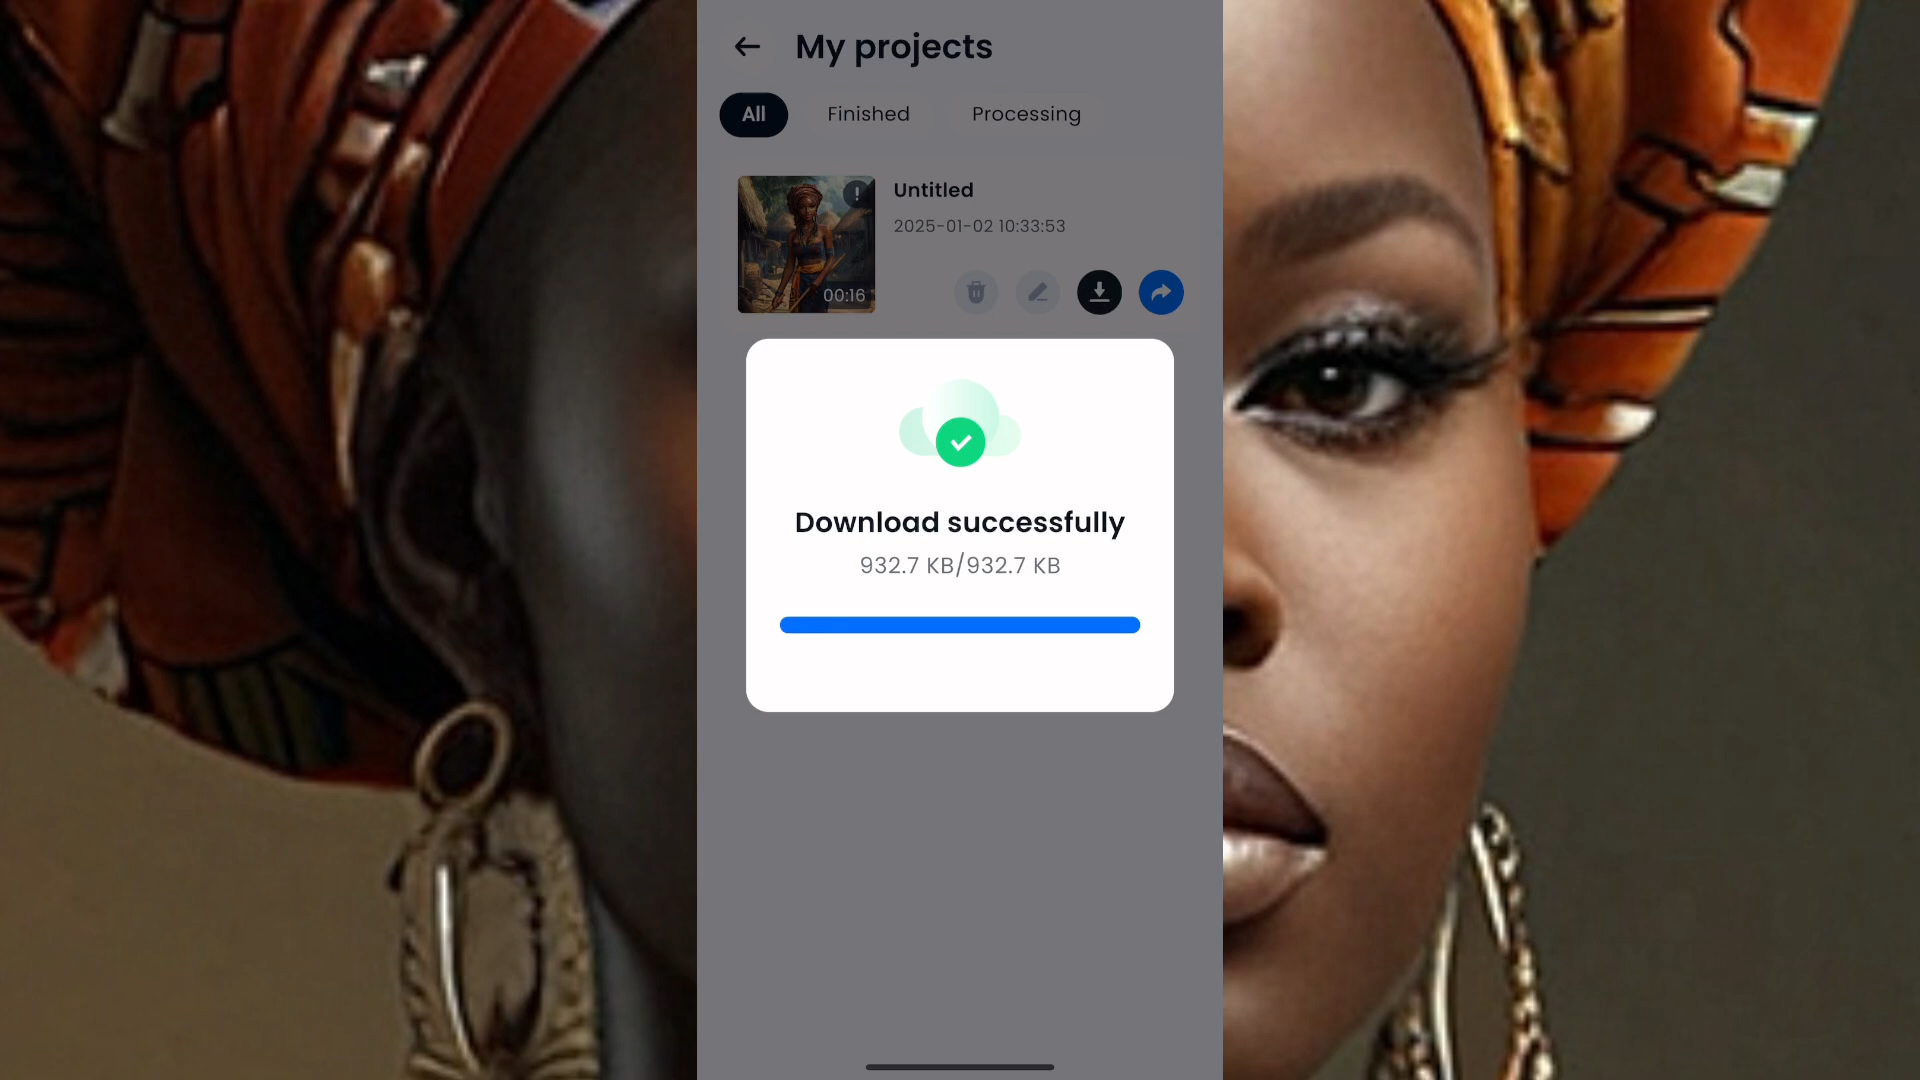 My projects
All
Finished
Processing
!
Untitled
2025-01-02 10:33:53
00:16
Download successfully
932.7 KB/932.7 KB